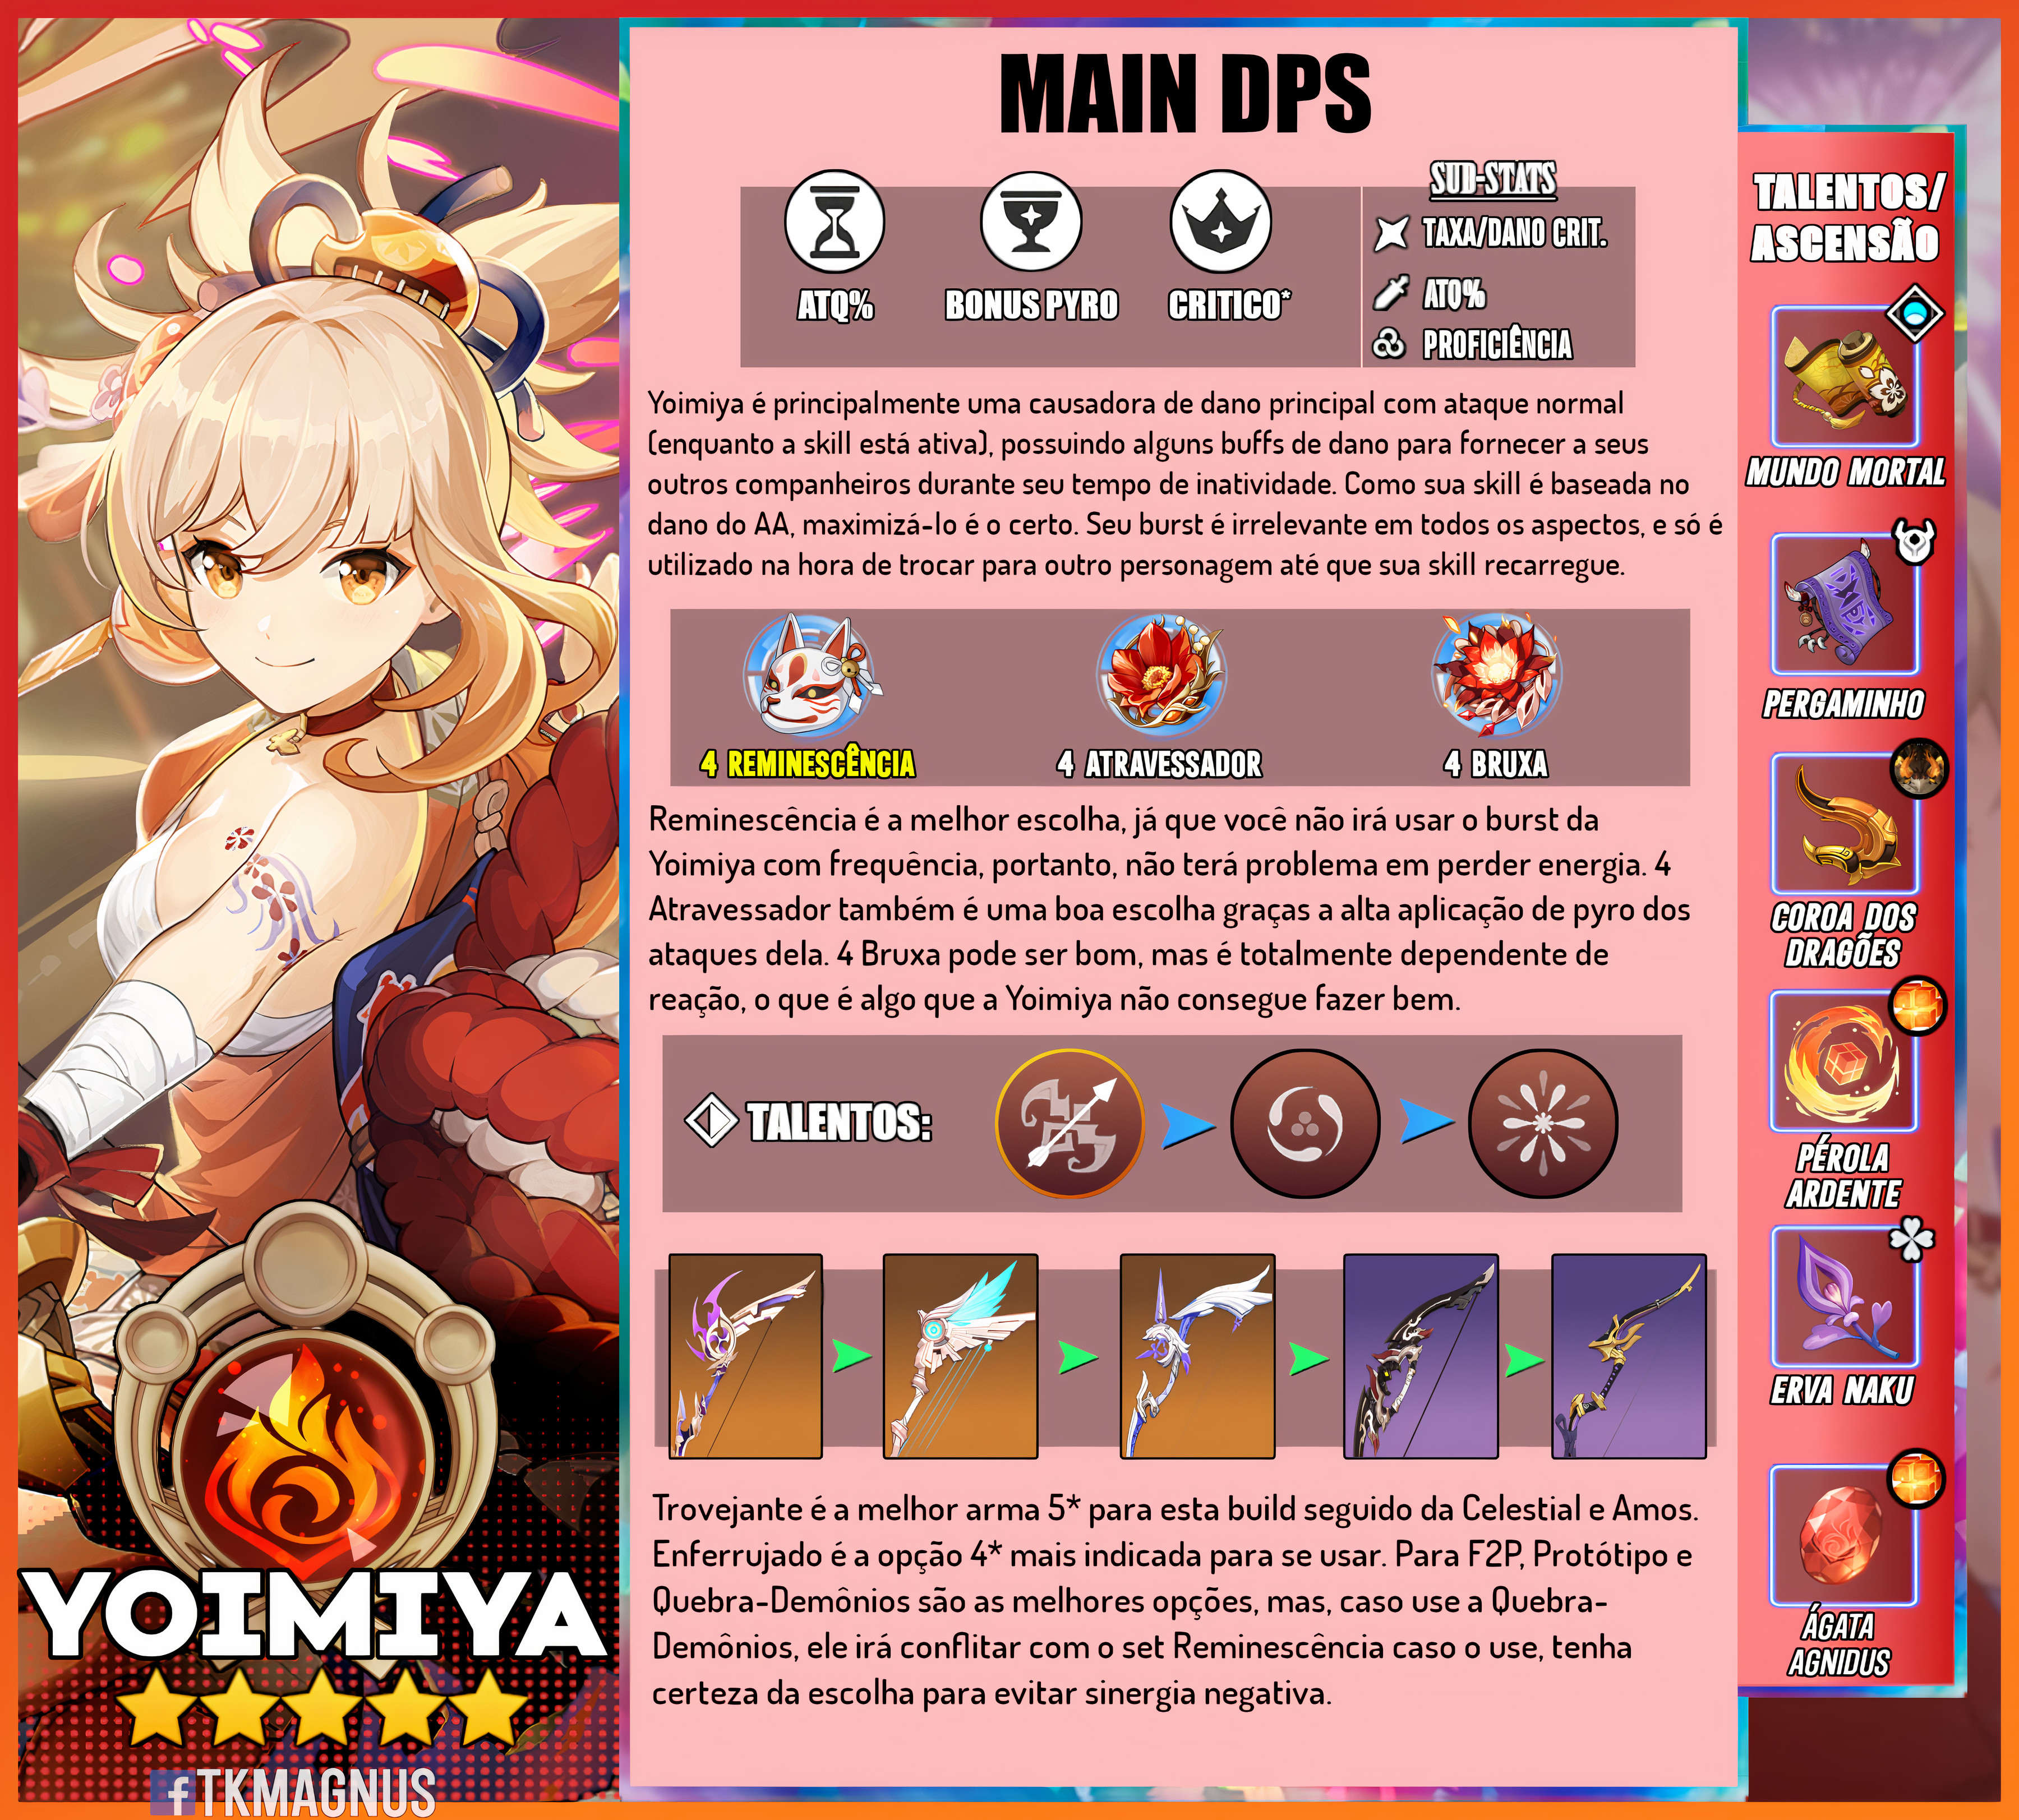 MAIN DPS
ATQ%
BONUS PYRO
CRITICO*
SUB-STATS
TAXA/DANO CRIT.
ATQ%
PROFICIÊNCIA
Yoimiya é principalmente uma causadora de dano principal com ataque normal
(enquanto a skill está ativa), possuindo alguns buffs de dano para fornecer a seus
outros companheiros durante seu tempo de inatividade. Como sua skill é baseada no
dano do AA, maximizá-lo é o certo. Seu burst é irrelevante em todos os aspectos, e só é
utilizado na hora de trocar para outro personagem até que sua skill recarregue.
4 REMINESCÊNCIA
4 ATRAVESSADOR
4 BRUXA
Reminescência é a melhor escolha, já que você não irá usar o burst da
Yoimiya com frequência, portanto, não terá problema em perder energia. 4
Atravessador também é uma boa escolha graças a alta aplicação de pyro dos
ataques dela. 4 Bruxa pode ser bom, mas é totalmente dependente de
reação, o que é algo que a Yoimiya não consegue fazer bem.
TALENTOS:
Trovejante é a melhor arma 5* para esta build seguido da Celestial e Amos.
Enferrujado é a opção 4* mais indicada para se usar. Para F2P, Protótipo e
Quebra-Demônios são as melhores opções, mas, caso use a Quebra-
Demônios, ele irá conflitar com o set Reminescência caso o use, tenha
certeza da escolha para evitar sinergia negativa.
TALENTOS/
ASCENSÃO
MUNDO MORTAL
PERGAMINHO
COROA DOS
DRAGÕES
PÉROLA
ARDENTE
ERVA NAKU
ÁGATA
AGNIDUS
YOIMIYA
f TKMAGNUS